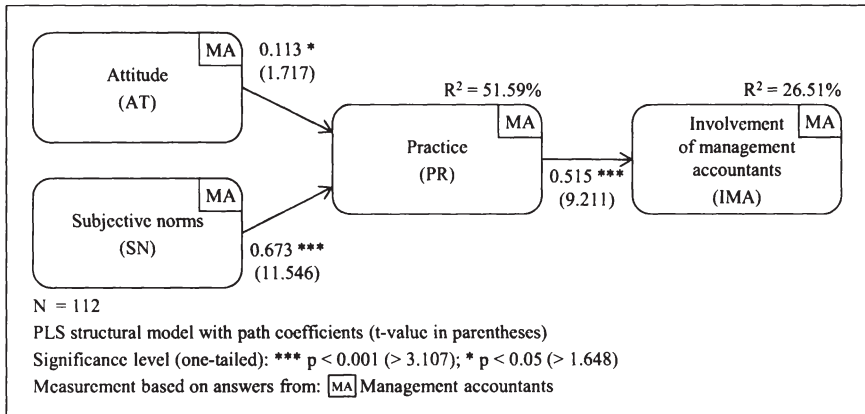 MA
Attitude
(AT)
0.113 *
(1.717)
MA
Subjective norms
(SN)
0.673 ***
(11.546)
R² = 51.59%
MA
Practice
(PR)
0.515 ***
(9.211)
R² = 26.51%
MA
Involvement
of management
accountants
(IMA)
N = 112
PLS structural model with path coefficients (t-value in parentheses)
Significance level (one-tailed): *** p < 0.001 (> 3.107); * p < 0.05 (> 1.648)
Measurement based on answers from: MA Management accountants